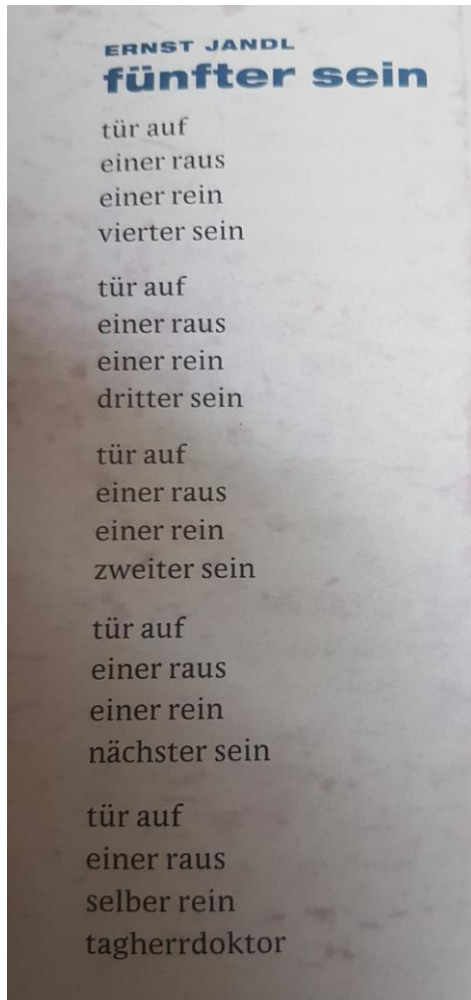 ERNST JANDL
fünfter sein
tür auf
einer raus
einer rein
vierter sein
tür auf
einer raus
einer rein
dritter sein
tür auf
einer raus
einer rein
zweiter sein
tür auf
einer raus
einer rein
nächster sein
tür auf
einer raus
selber rein
tagherrdoktor